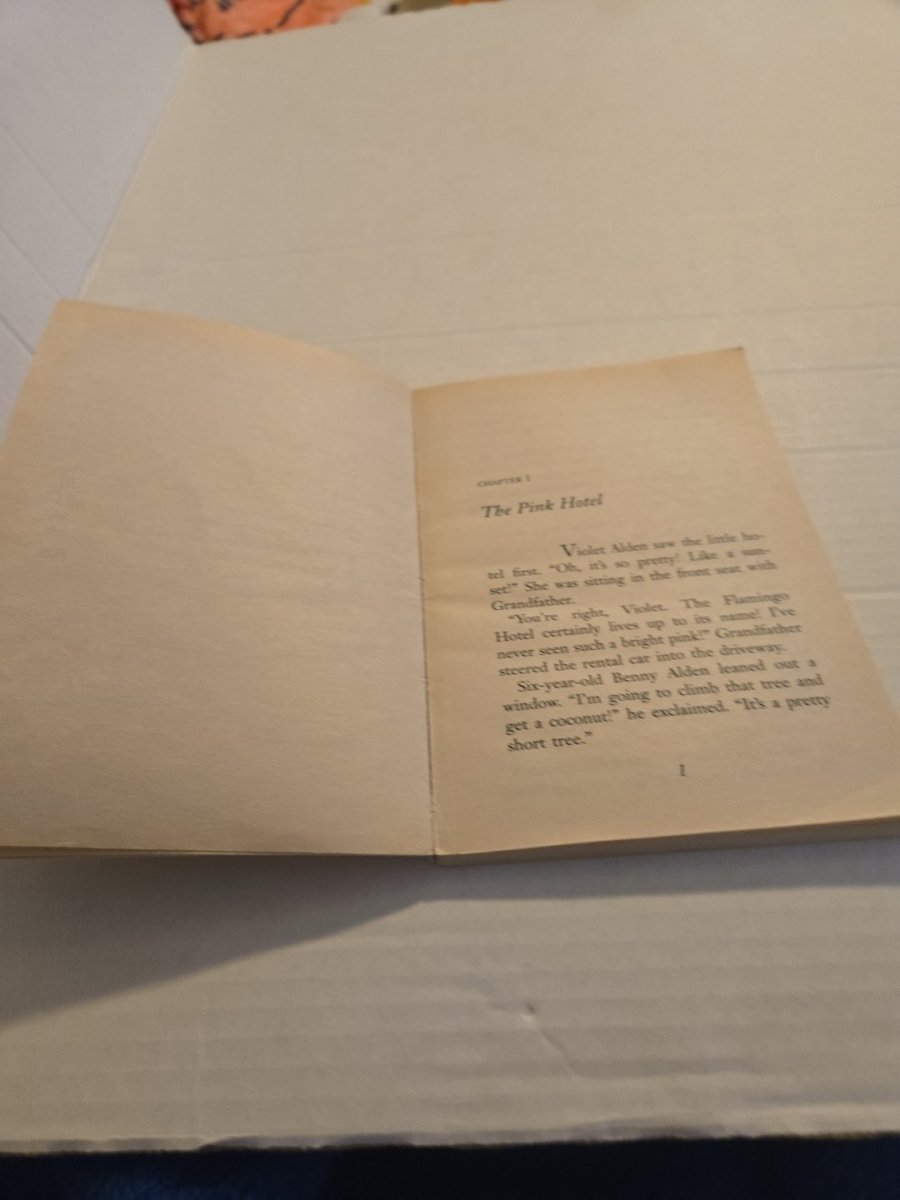 CHAPTER 1
The Pink Hotel
Violet Alden saw the little ho-
tel first. “Oh, it’s so pretty! Like a sun-
set!” She was sitting in the front seat with
Grandfather.
“You’re right, Violet. The Flamingo
Hotel certainly lives up to its name! I’ve
never seen such a bright pink!” Grandfather
steered the rental car into the driveway.
Six-year-old Benny Alden leaned out a
window. “I’m going to climb that tree and
get a coconut!” he exclaimed. “It’s a pretty
short tree.”
1